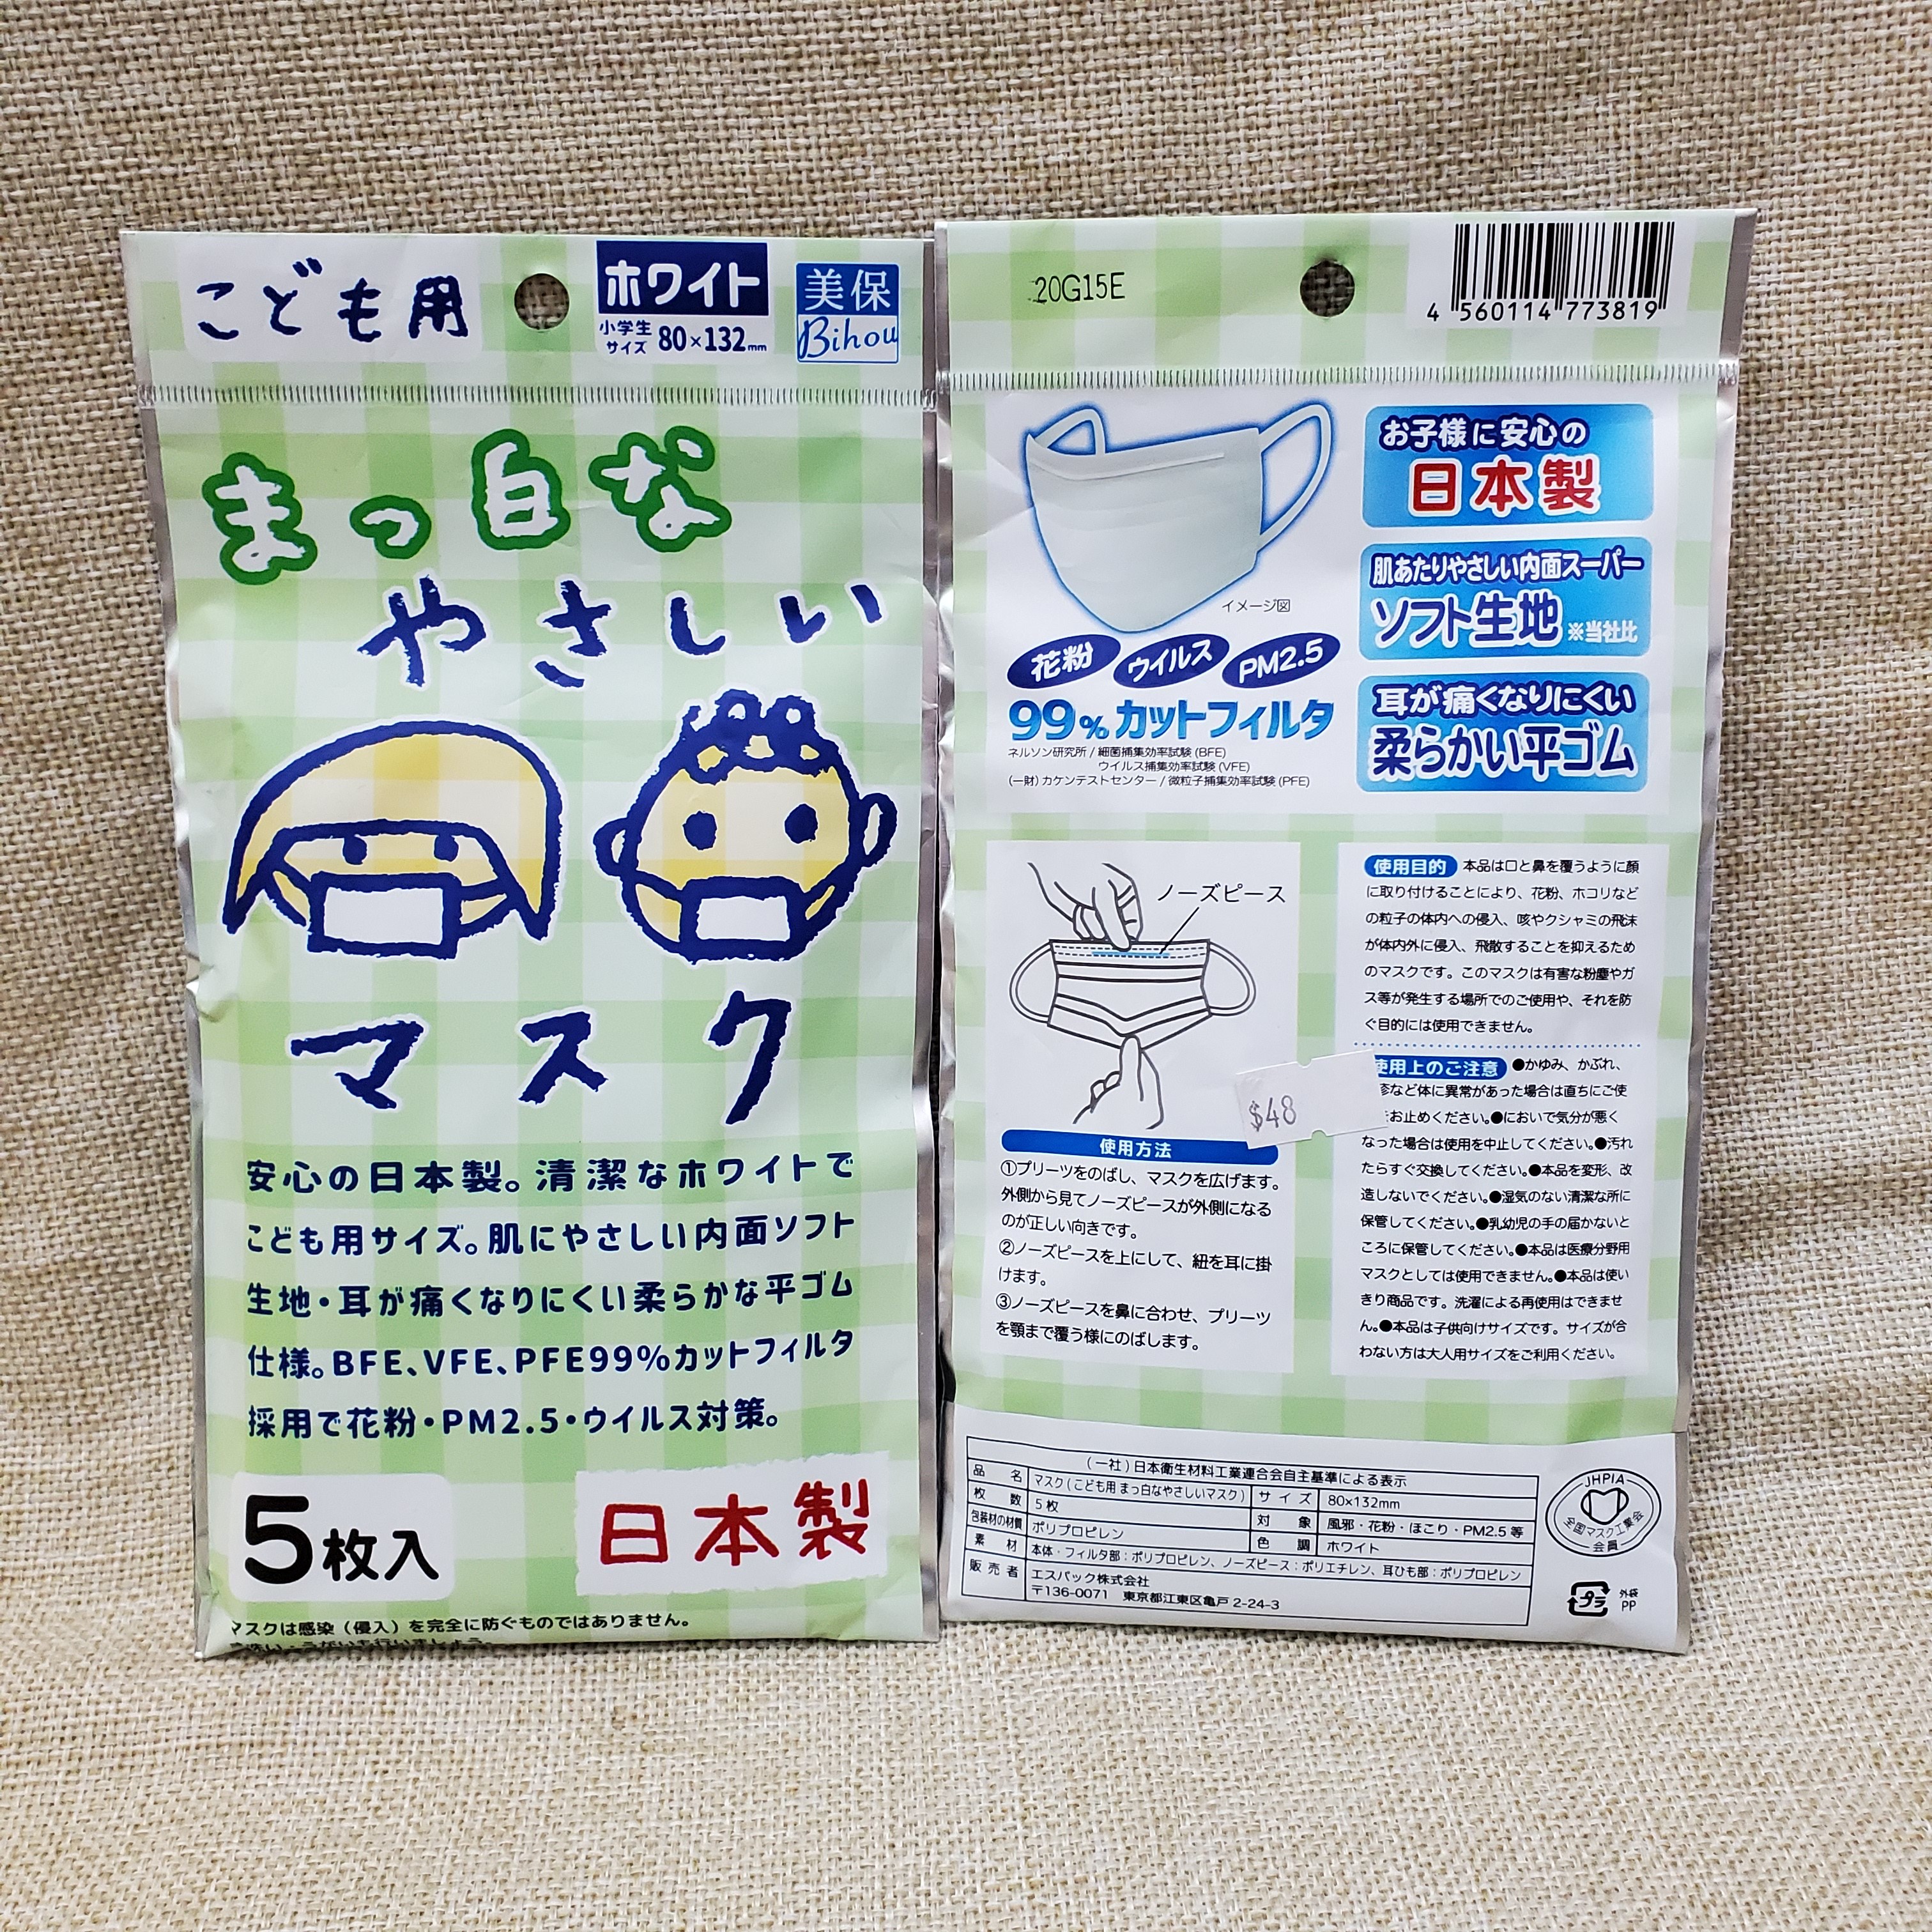 こども用
ホワイト
小学生
サイズ 80×132mm
美保
Bihou
まっ白な
やさしい
マスク
安心の日本製。清潔なホワイトで
こども用サイズ。肌にやさしい内面ソフト
生地・耳が痛くなりにくい柔らかな平ゴム
仕様。BFE、VFE、PFE99%カットフィルタ
採用で花粉・PM2.5・ウイルス対策。
5枚入
日本製
マスクは感染（侵入）を完全に防ぐものではありません。
20G15E
4 560114 773819
イメージ図
花粉 ウイルス PM2.5
99%カットフィルタ
ネルソン研究所 / 細菌捕集効率試験 (BFE)
ウイルス捕集効率試験 (VFE)
(一財) カケンテストセンター / 微粒子捕集効率試験 (PFE)
お子様に安心の
日本製
肌あたりやさしい内面スーパー
ソフト生地 ※当社比
耳が痛くなりにくい
柔らかい平ゴム
ノーズピース
$48
使用方法
①プリーツをのばし、マスクを広げます。
外側から見てノーズピースが外側になる
のが正しい向きです。
②ノーズピースを上にして、紐を耳に掛
けます。
③ノーズピースを鼻に合わせ、プリーツ
を顎まで覆う様にのばします。
使用目的 本品は口と鼻を覆うように顔
に取り付けることにより、花粉、ホコリなど
の粒子の体内への侵入、咳やクシャミの飛沫
が体内外に侵入、飛散することを抑えるため
のマスクです。このマスクは有害な粉塵やガ
ス等が発生する場所でのご使用や、それを防
ぐ目的には使用できません。
使用上のご注意 ●かゆみ、かぶれ、
など体に異常があった場合は直ちにご使
お止めください。●においで気分が悪く
なった場合は使用を中止してください。●汚れ
たらすぐ交換してください。●本品を変形、改
造しないでください。●湿気のない清潔な所に
保管してください。●乳幼児の手の届かないと
ころに保管してください。●本品は医療分野用
マスクとしては使用できません。●本品は使い
きり商品です。洗濯による再使用はできませ
ん。●本品は子供向けサイズです。サイズが合
わない方は大人用サイズをご利用ください。
(一社) 日本衛生材料工業連合会自主基準による表示
品名 マスク (こども用 まっ白なやさしいマスク) サイズ 80×132mm
枚数 5枚 対象 風邪・花粉・ほこり・PM2.5 等
包装材の材質 ポリプロピレン 色調 ホワイト
素材 本体・フィルタ部：ポリプロピレン、ノーズピース：ポリエチレン、耳ひも部：ポリプロピレン
販売者 エスパック株式会社
〒136-0071 東京都江東区亀戸 2-24-3
JHPIA
全国マスク工業会
会員
プラ
外袋
PP